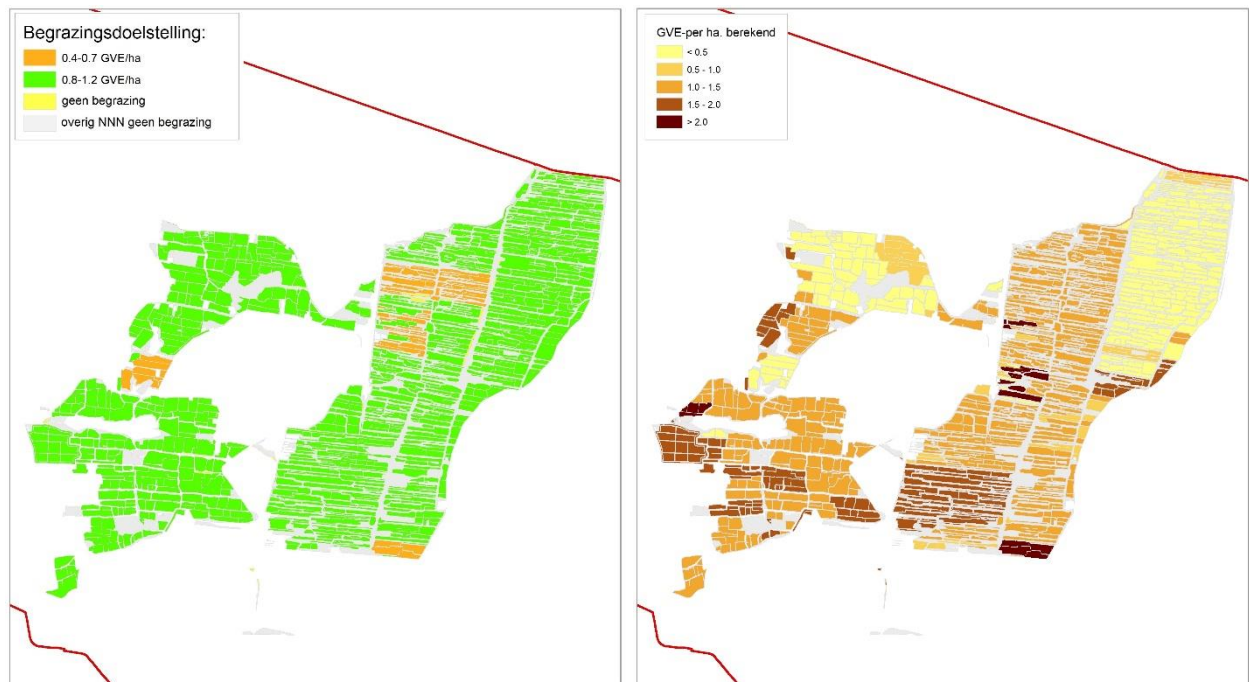 Begrazingsdoelstelling:
0.4-0.7 GVE/ha
0.8-1.2 GVE/ha
geen begrazing
overig NNN geen begrazing
GVE-per ha. berekend
< 0.5
0.5 - 1.0
1.0 - 1.5
1.5 - 2.0
> 2.0